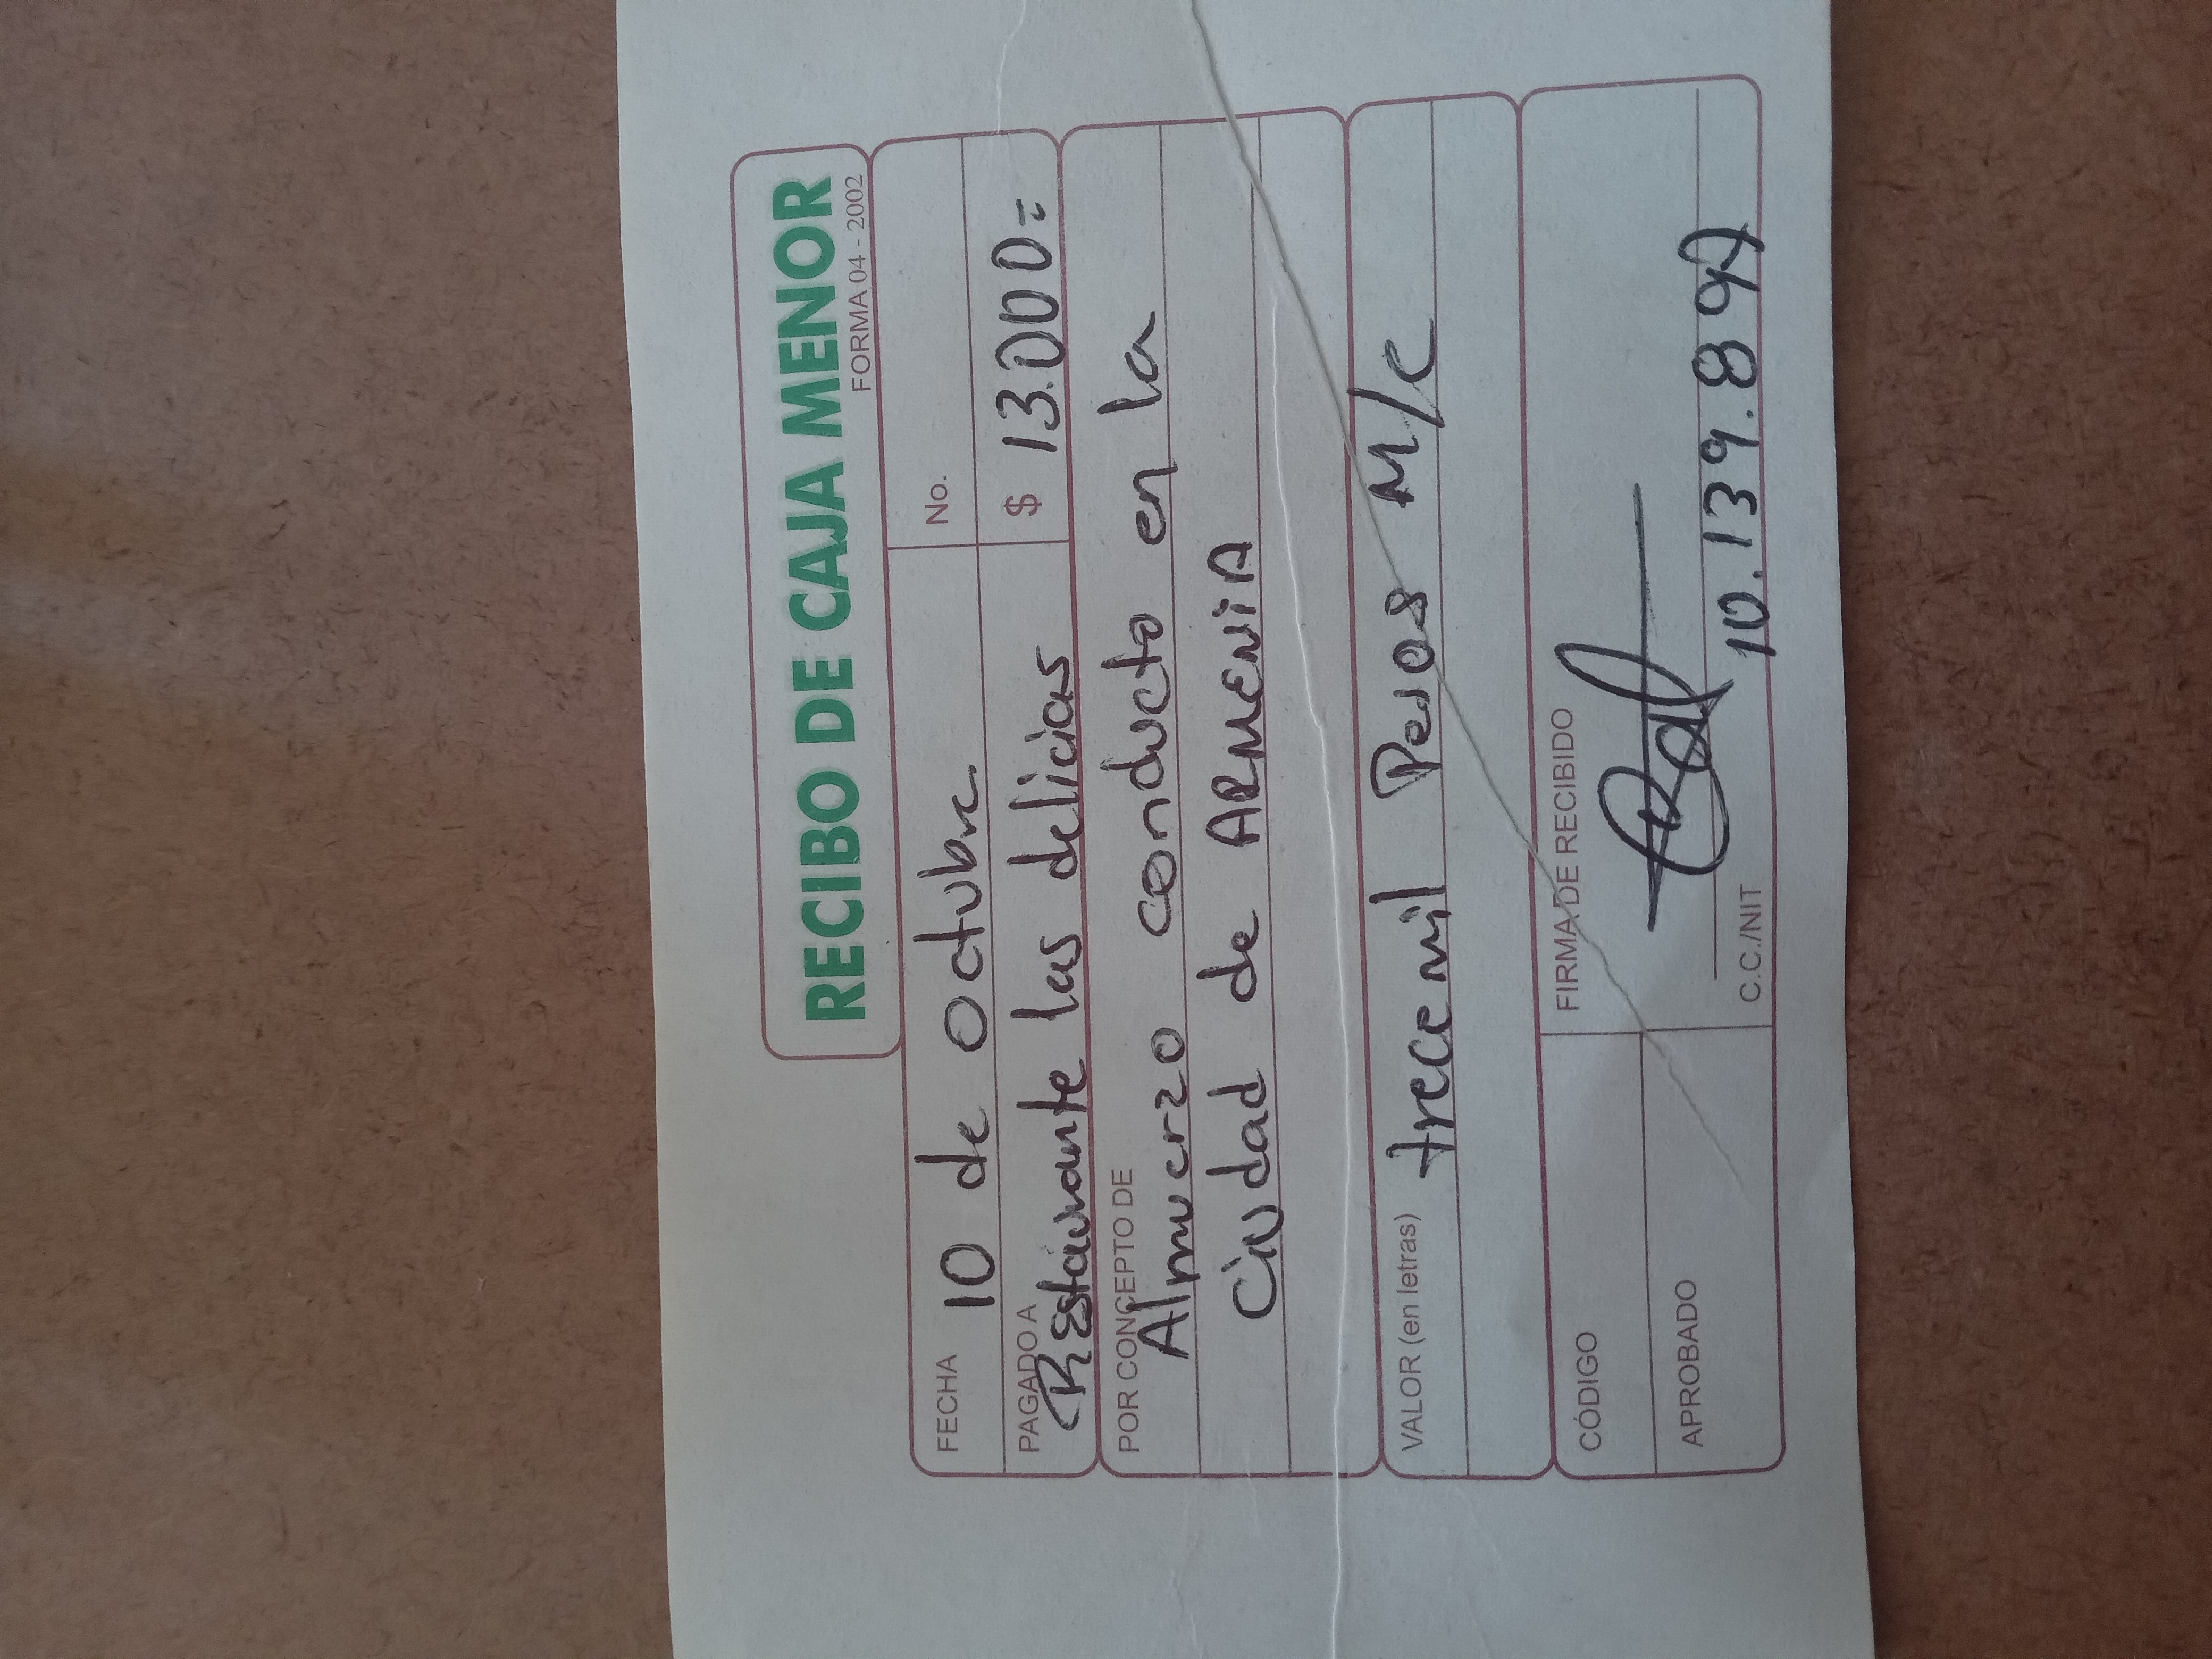 RECIBO DE CAJA MENOR
FORMA 04 - 2002
FECHA 10 de Octubre No.
PAGADO A Restaurante las delicias $ 13.000=
POR CONCEPTO DE
Almuerzo conducto en la
Ciudad de ARMENIA
VALOR (en letras) trece mil Pesos M/c
CÓDIGO
FIRMA DE RECIBIDO
APROBADO
C.C./NIT 10.139.897